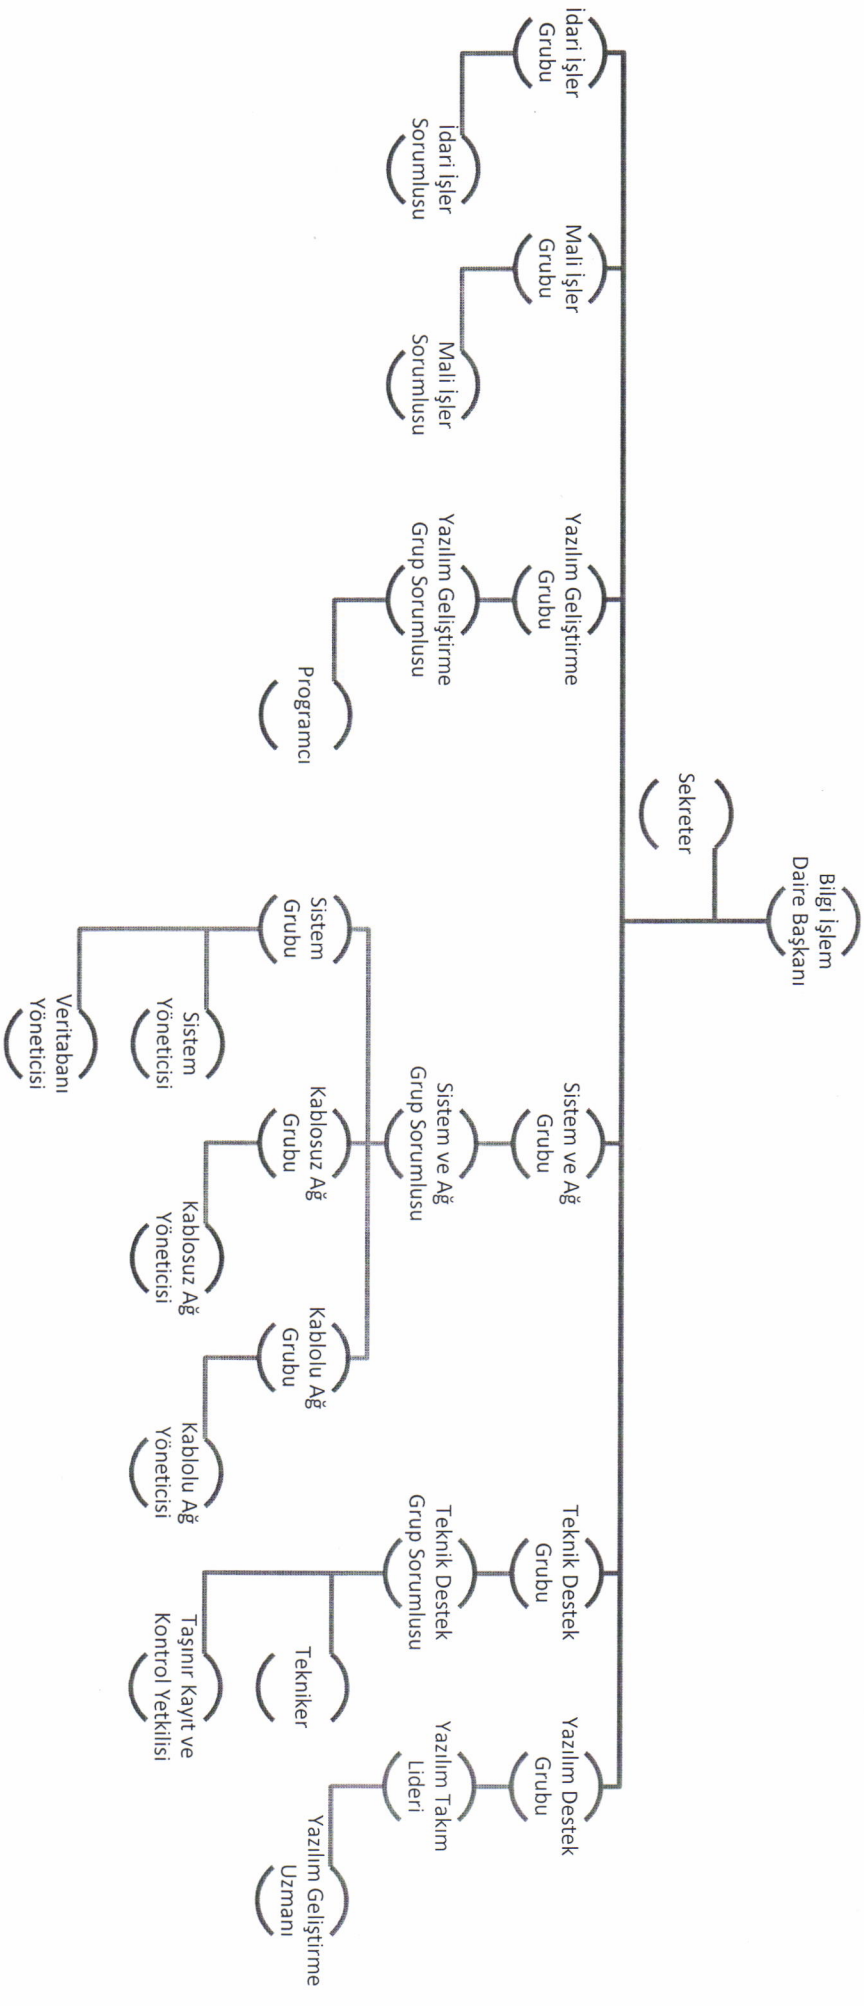 Bilgi İşlem
Daire Başkanı
Sekreter
İdari İşler
Grubu
İdari İşler
Sorumlusu
Mali İşler
Grubu
Mali İşler
Sorumlusu
Yazılım Geliştirme
Grubu
Yazılım Geliştirme
Grup Sorumlusu
Programcı
Sistem ve Ağ
Grubu
Sistem ve Ağ
Grup Sorumlusu
Sistem
Grubu
Sistem
Yöneticisi
Veritabanı
Yöneticisi
Kablosuz Ağ
Grubu
Kablosuz Ağ
Yöneticisi
Kablolu Ağ
Grubu
Kablolu Ağ
Yöneticisi
Teknik Destek
Grubu
Teknik Destek
Grup Sorumlusu
Tekniker
Taşınır Kayıt ve
Kontrol Yetkilisi
Yazılım Destek
Grubu
Yazılım Takım
Lideri
Yazılım Geliştirme
Uzmanı